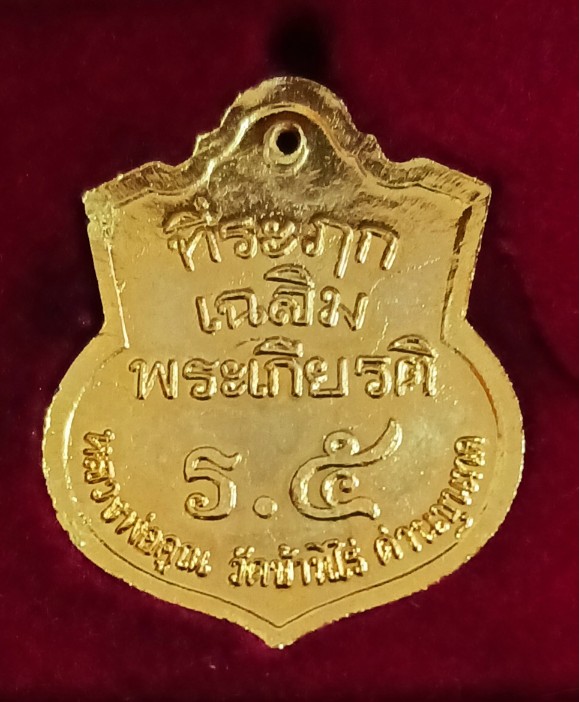 ที่ระฦก
เฉลิม
พระเกียรติ
ร.๕
หลวงพ่อคูณ วัดบ้านไร่ ด่านขุนทด